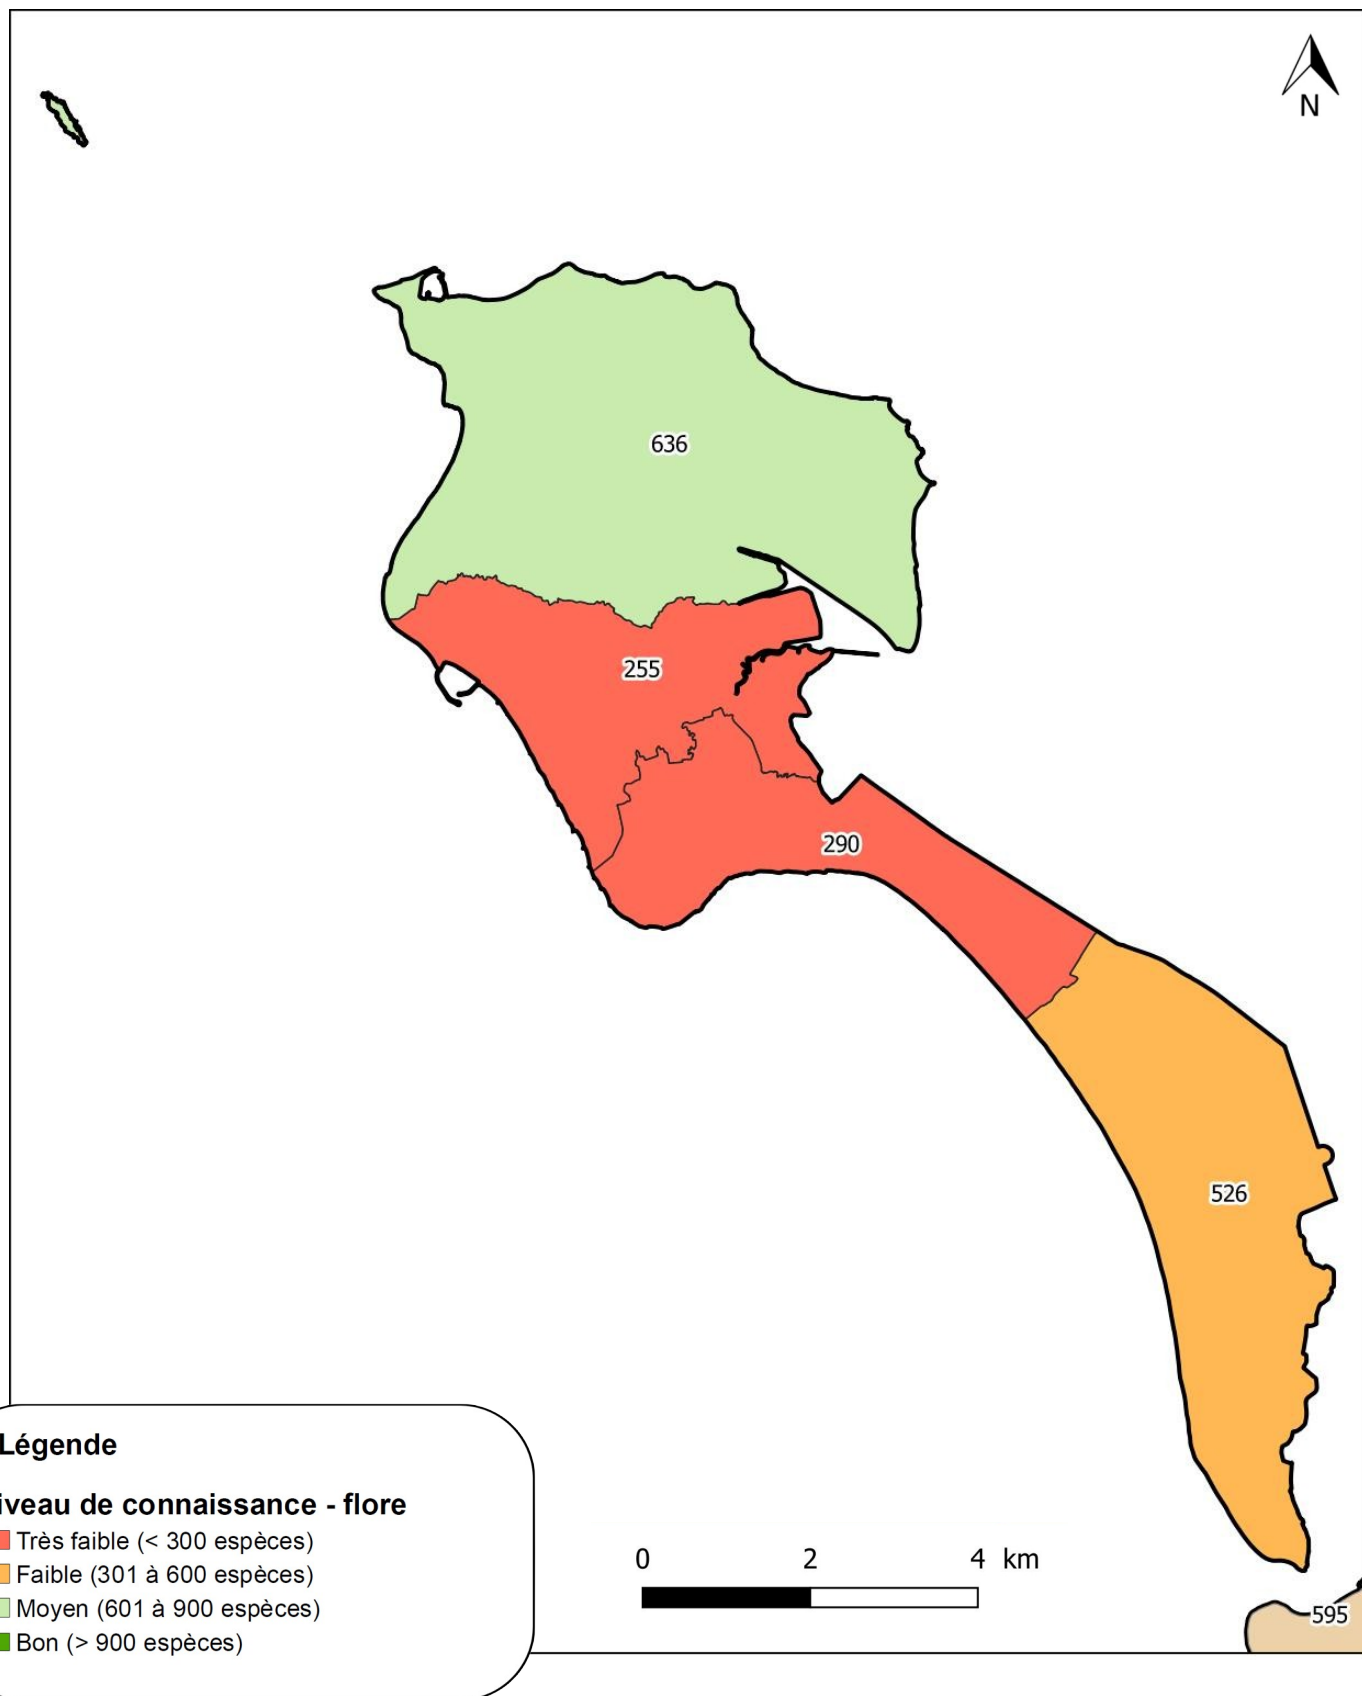 N
636
255
290
526
595
Légende
iveau de connaissance - flore
Très faible (< 300 espèces)
Faible (301 à 600 espèces)
Moyen (601 à 900 espèces)
Bon (> 900 espèces)
0 2 4 km